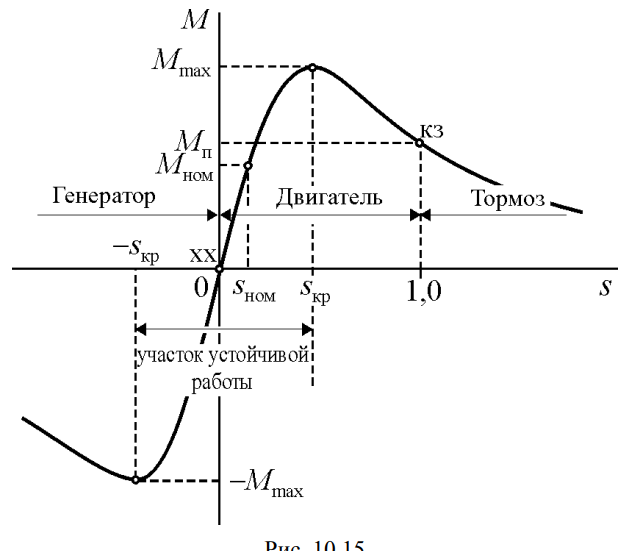 M
M_max
M_п
кз
M_ном
Генератор Двигатель Тормоз
−s_кр хх
0 s_ном s_кр 1,0 s
участок устойчивой
работы
−M_max
Рис. 10.15